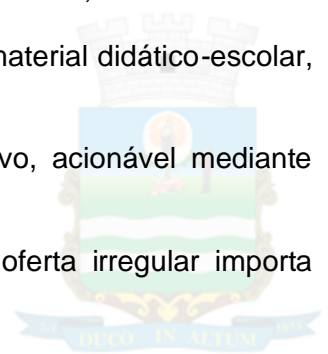 material didático-escolar,
vo, acionável mediante
oferta irregular importa
DUCO IN ALTUM